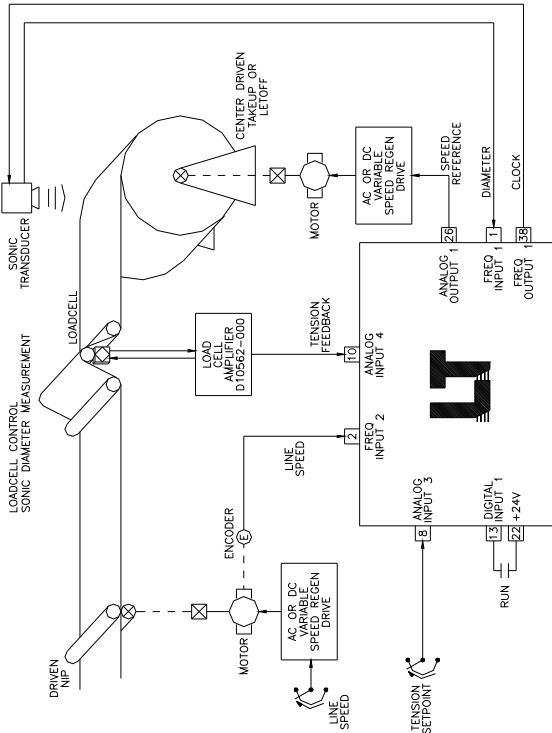 LOADCELL CONTROL
SONIC DIAMETER MEASUREMENT
SONIC
TRANSDUCER
LOADCELL
CENTER DRIVEN
TAKEUP OR
LETOFF
DRIVEN
NIP
ENCODER
E
MOTOR
AC OR DC
VARIABLE
SPEED REGEN
DRIVE
LINE
SPEED
LINE
SPEED
LOAD
CELL
AMPLIFIER
D10562-000
TENSION
FEEDBACK
MOTOR
AC OR DC
VARIABLE
SPEED REGEN
DRIVE
SPEED
REFERENCE
DIAMETER
CLOCK
TENSION
SETPOINT
RUN
8
ANALOG
INPUT 3
13
DIGITAL
INPUT 1
22
+24V
2
FREQ
INPUT 2
10
ANALOG
INPUT 4
26
ANALOG
OUTPUT 1
1
FREQ
INPUT 1
38
FREQ
OUTPUT 1